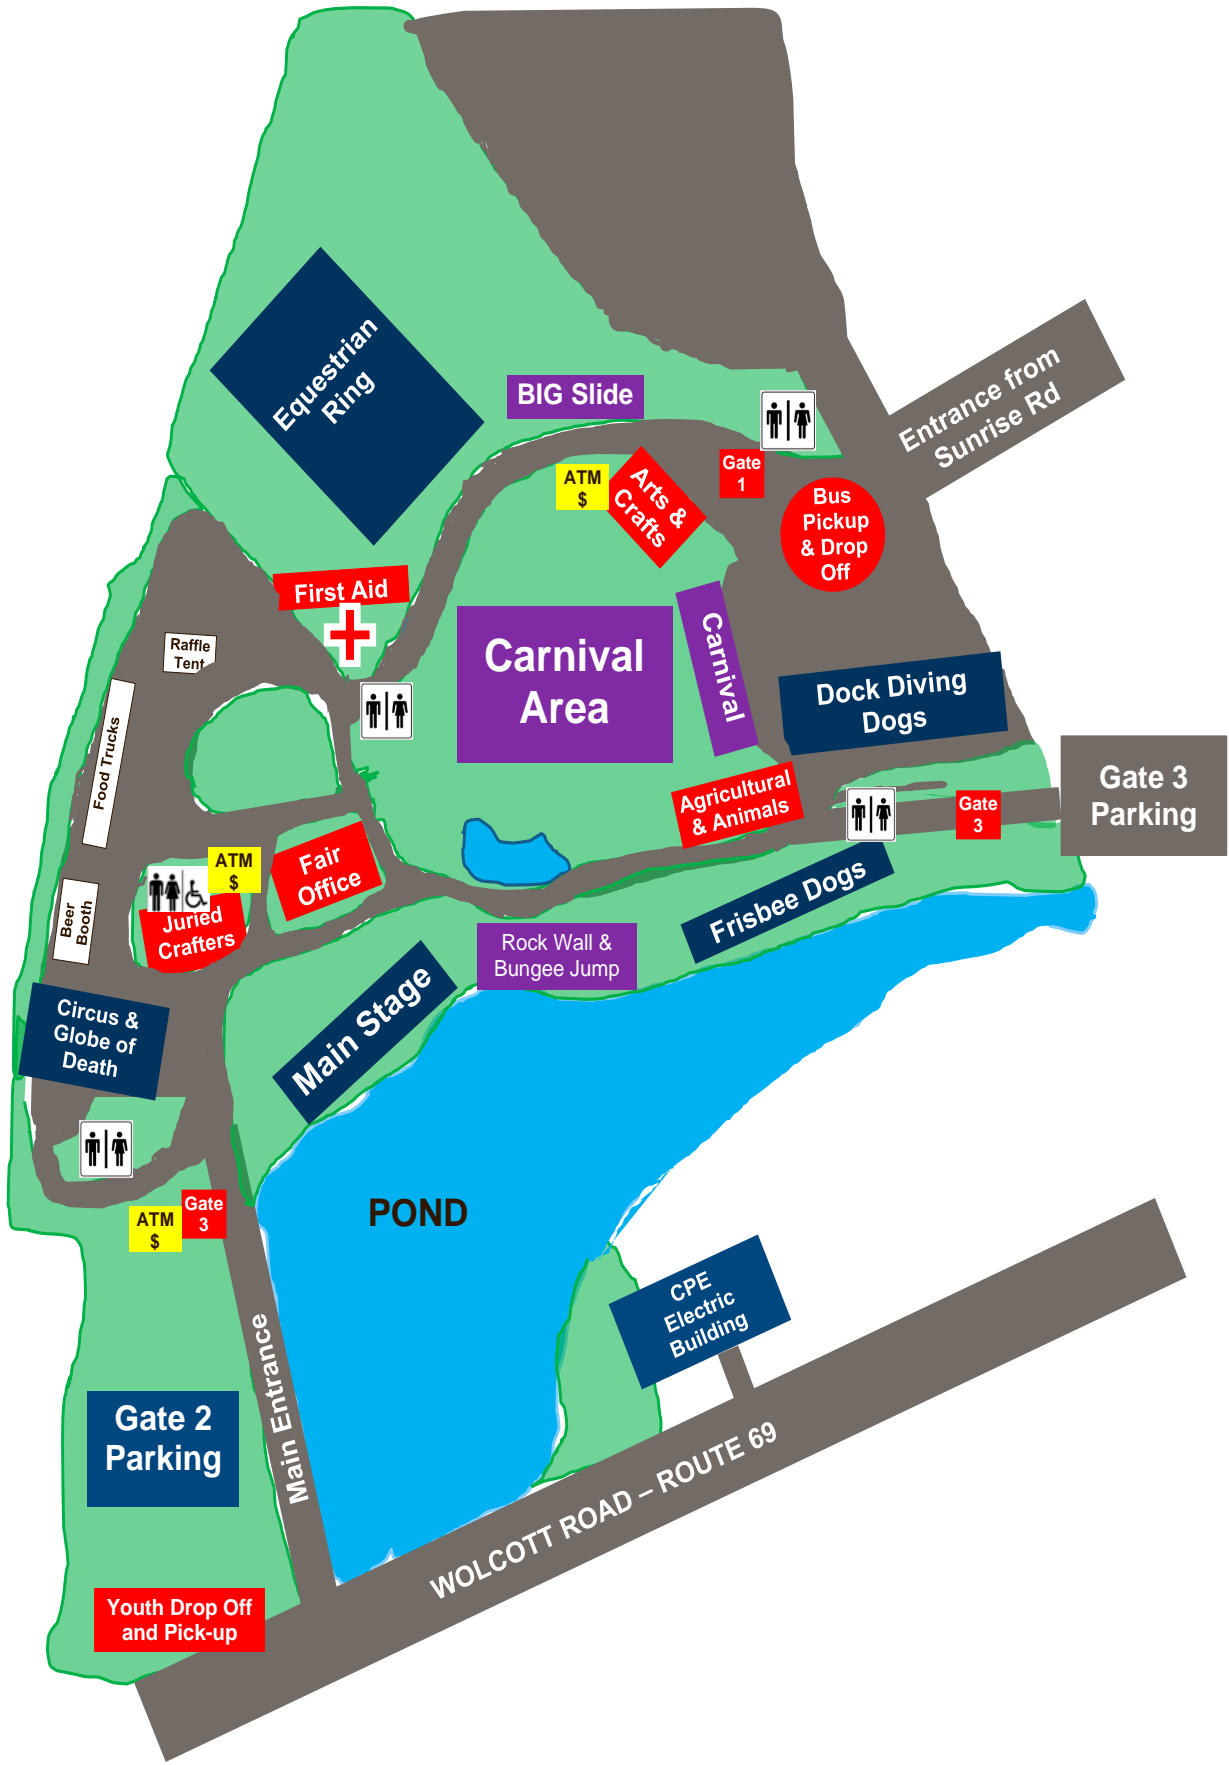 Equestrian
Ring
BIG Slide
Entrance from
Sunrise Rd
Gate
1
ATM
$
Arts &
Crafts
Bus
Pickup
& Drop
Off
First Aid
Raffle
Tent
Carnival
Area
Carnival
Dock Diving
Dogs
Food Trucks
Gate 3
Parking
Agricultural
& Animals
Gate
3
ATM
$
Fair
Office
Frisbee Dogs
Beer
Booth
Juried
Crafters
Rock Wall &
Bungee Jump
Main Stage
Circus &
Globe of
Death
ATM
$
Gate
3
POND
CPE
Electric
Building
Main Entrance
Gate 2
Parking
WOLCOTT ROAD – ROUTE 69
Youth Drop Off
and Pick-up